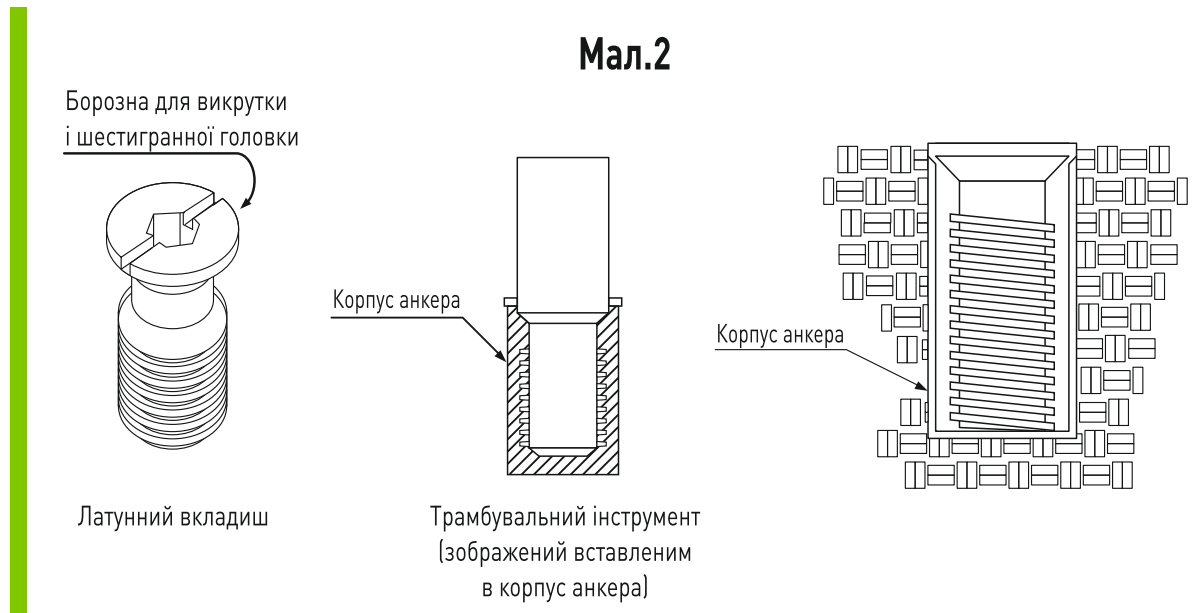 Мал.2
Борозна для викрутки
і шестигранної головки
Корпус анкера
Корпус анкера
Латунний вкладиш
Трамбувальний інструмент
(зображений вставленим
в корпус анкера)